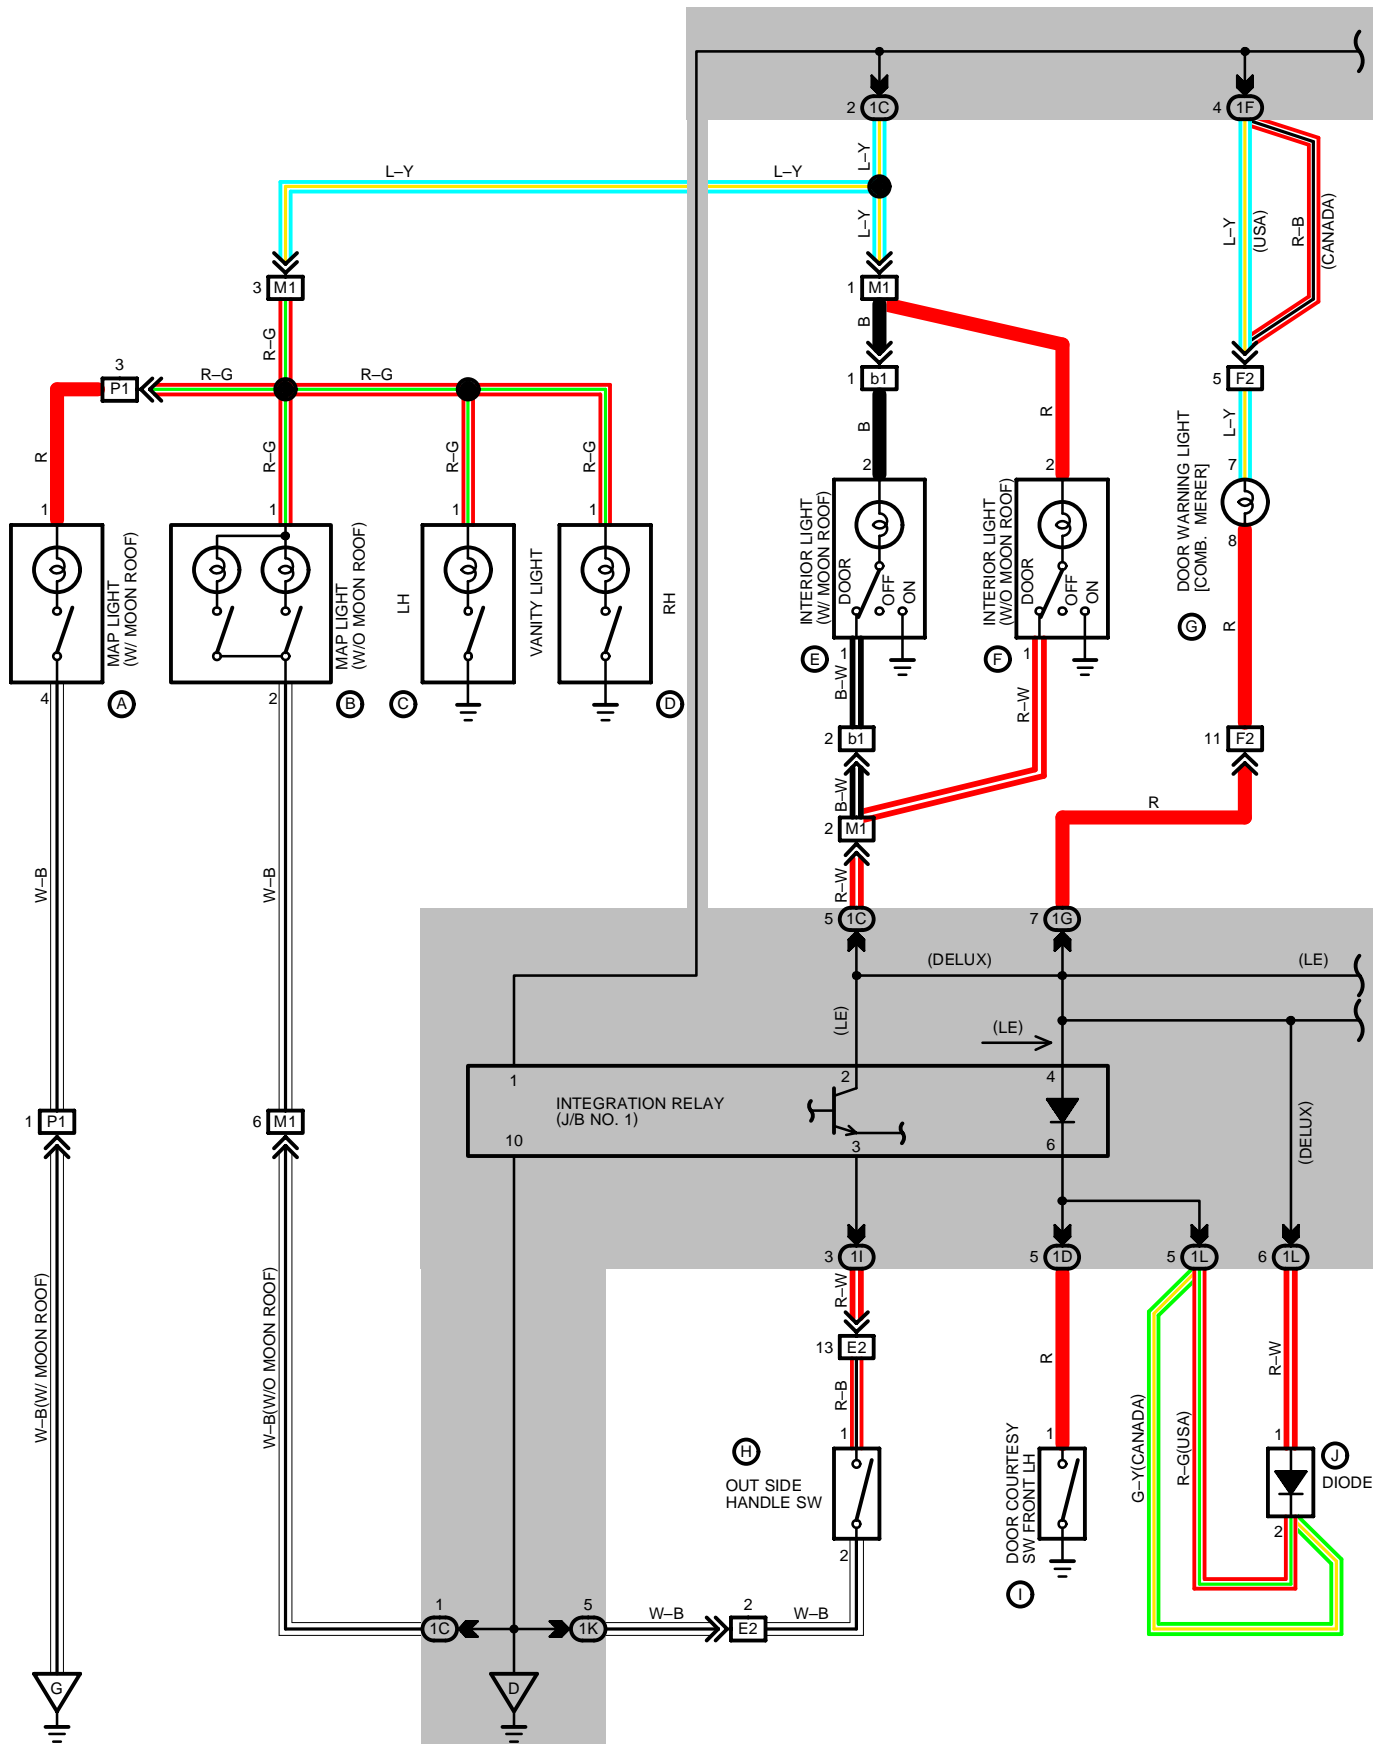 2 1C
4 1F
L–Y
L–Y
L–Y
L–Y
L–Y
(USA)
R–B
(CANADA)
3 M1
1 M1
R–G
B
3
P1
R–G
R–G
1 b1
5 F2
R
R–G
R–G
R–G
B
R
L–Y
1
1
1
1
2
2
7
8
MAP LIGHT
(W/ MOON ROOF)
MAP LIGHT
(W/O MOON ROOF)
LH
VANITY LIGHT
RH
INTERIOR LIGHT
(W/ MOON ROOF)
DOOR
OFF
ON
INTERIOR LIGHT
(W/O MOON ROOF)
DOOR
OFF
ON
DOOR WARNING LIGHT
[COMB. MERER]
G
R
4
A
2
B
C
D
E
1
F
1
B–W
R–W
2 b1
11 F2
B–W
R
2 M1
W–B
W–B
R–W
5 1C
7 1G
(DELUX)
(LE)
(LE)
(LE)
1
2
4
INTEGRATION RELAY
(J/B NO. 1)
10
3
6
1 P1
6 M1
(DELUX)
3 1I
5 1D
5 1L
6 1L
W–B(W/ MOON ROOF)
W–B(W/O MOON ROOF)
R–W
13 E2
R–B
R
G–Y(CANADA)
R–G(USA)
R–W
H
OUT SIDE
HANDLE SW
1
2
DOOR COURTESY
SW FRONT LH
1
I
1
J
DIODE
2
1
1C
5
1K
W–B
2
E2
W–B
G
D